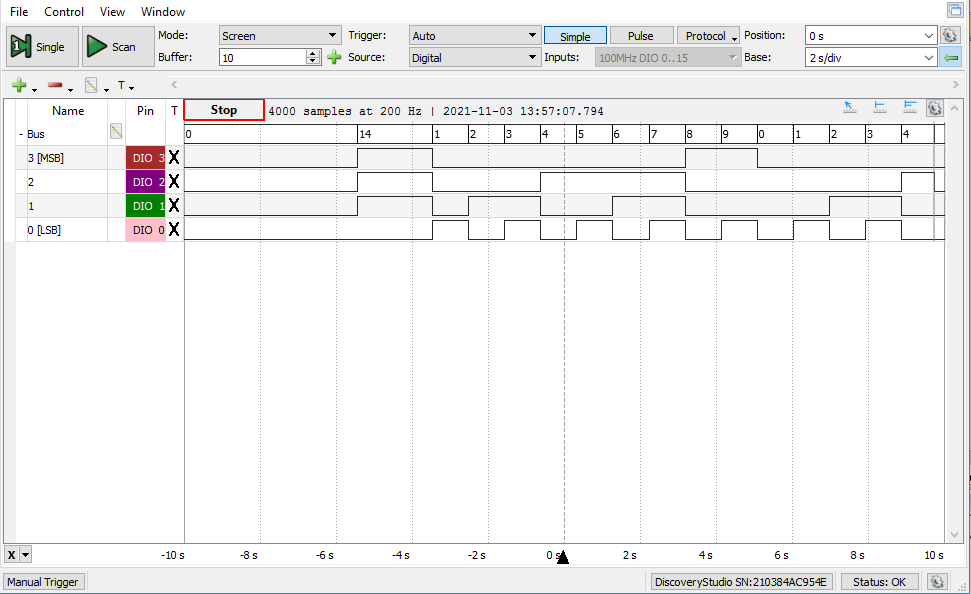 File Control View Window
Single Scan Mode: Screen Trigger: Auto Simple Pulse Protocol Position: 0 s
Buffer: 10 Source: Digital Inputs: 100MHz DIO 0..15 Base: 2 s/div
T
Name Pin T Stop 4000 samples at 200 Hz | 2021-11-03 13:57:07.794
- Bus 0 14 1 2 3 4 5 6 7 8 9 0 1 2 3 4
3 [MSB] DIO 3 X
2 DIO 2 X
1 DIO 1 X
0 [LSB] DIO 0 X
X -10 s -8 s -6 s -4 s -2 s 0 s 2 s 4 s 6 s 8 s 10 s
Manual Trigger DiscoveryStudio SN:210384AC954E Status: OK